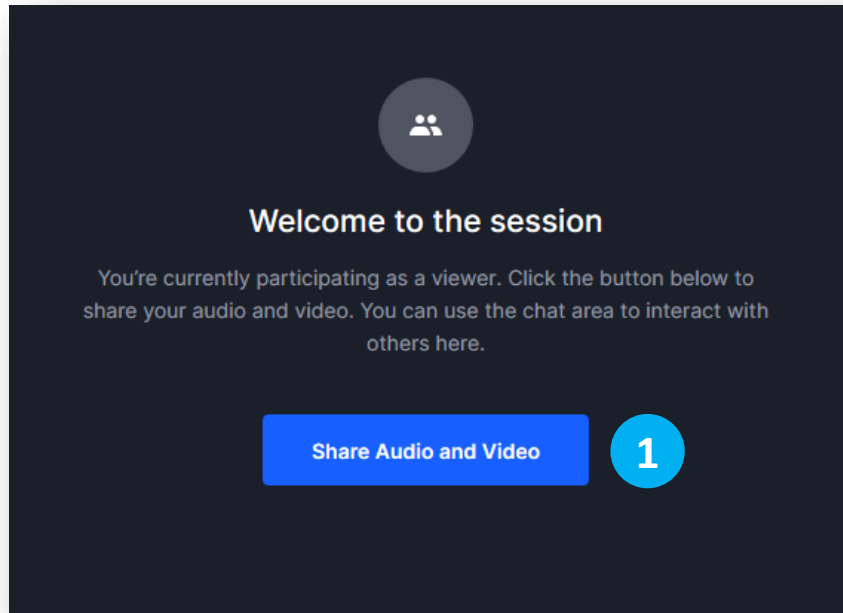 Welcome to the session
You're currently participating as a viewer. Click the button below to
share your audio and video. You can use the chat area to interact with
others here.
Share Audio and Video
1